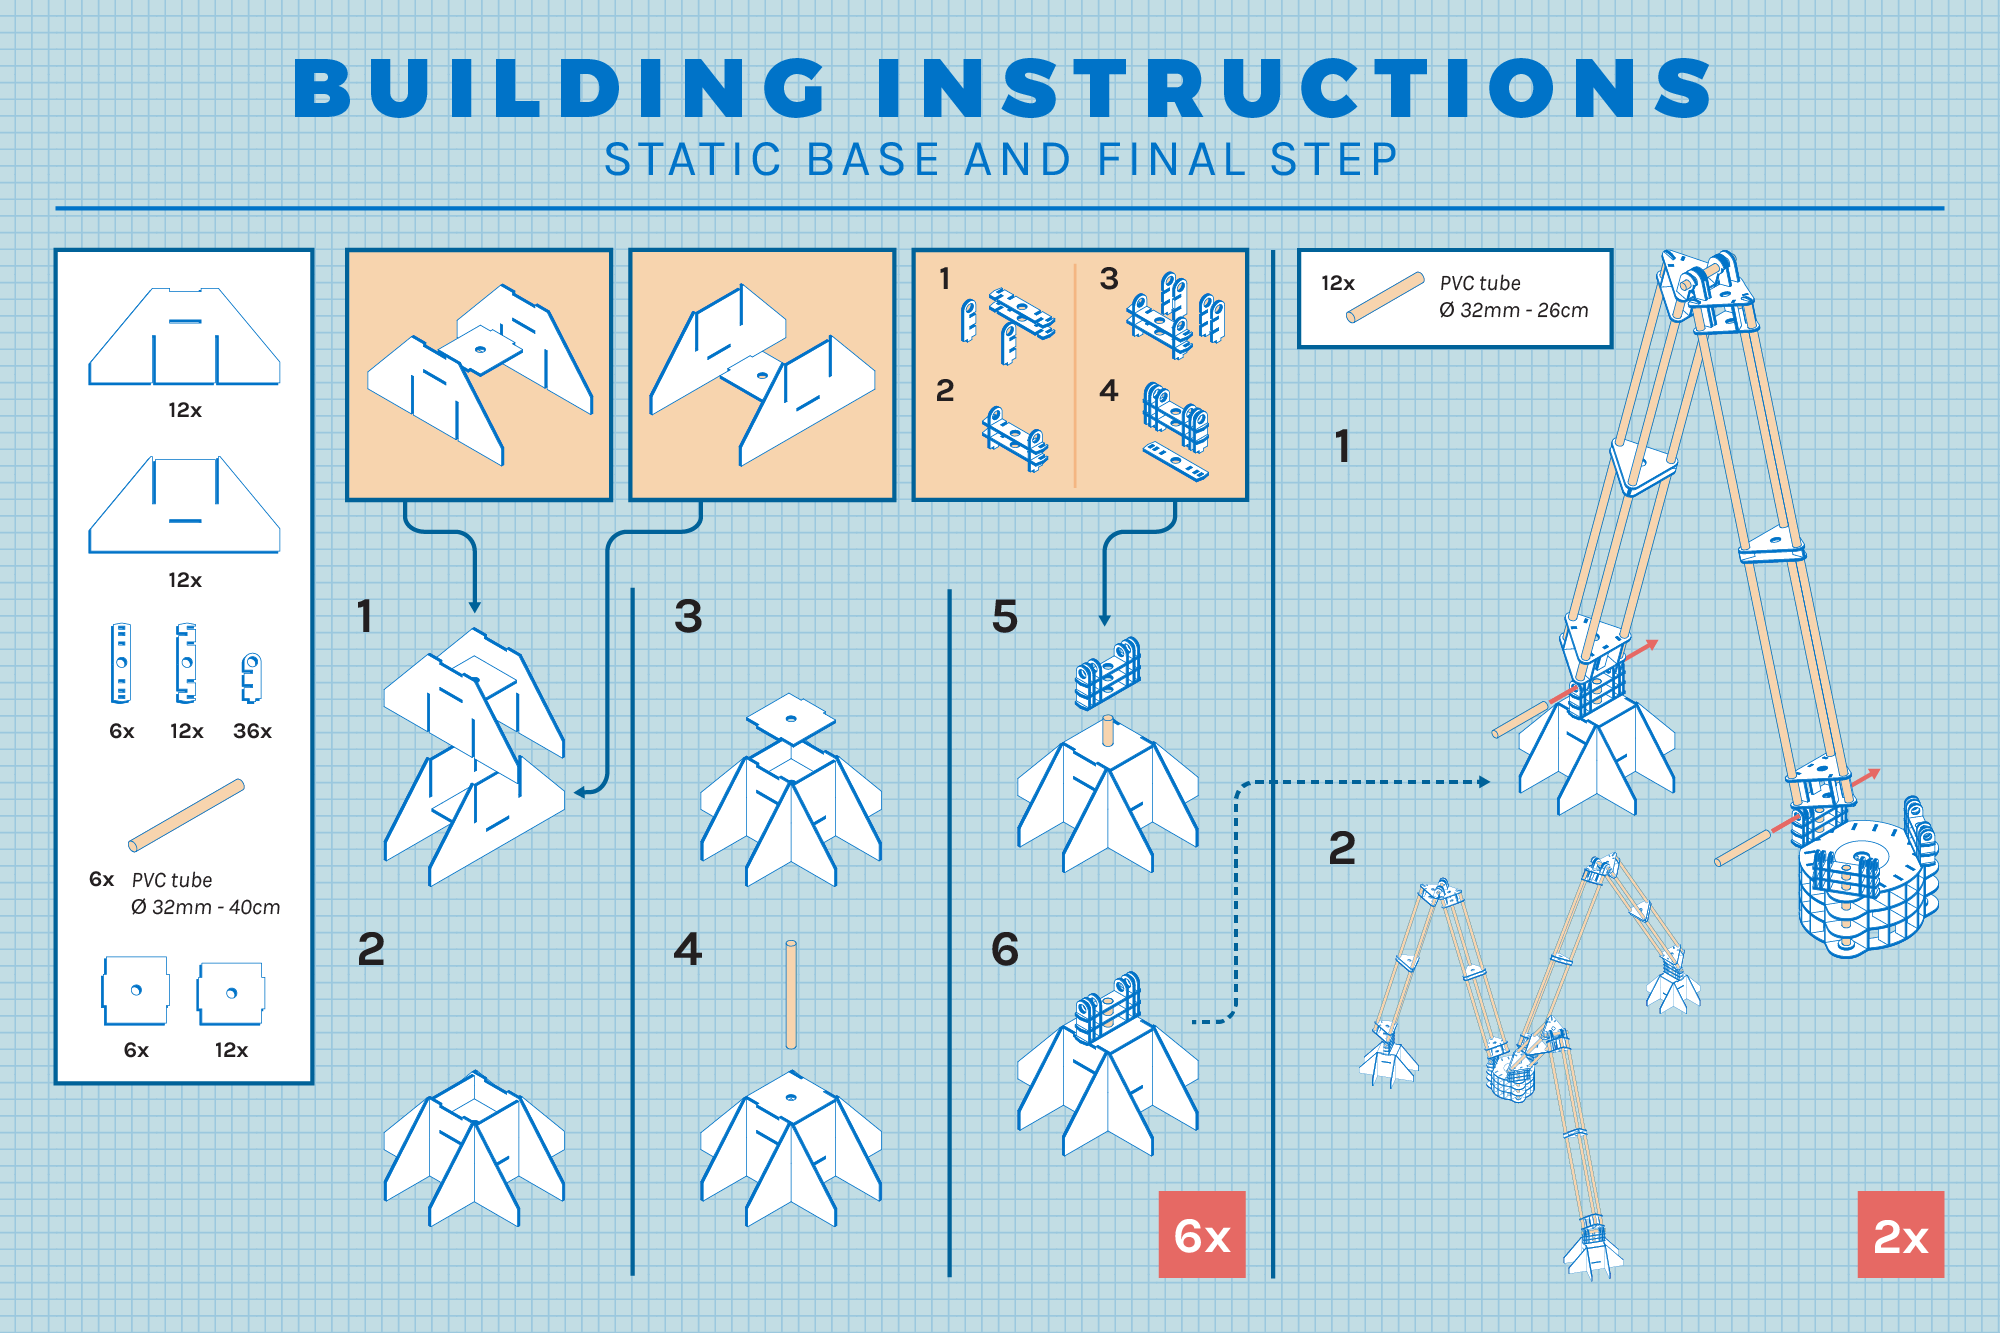 BUILDING INSTRUCTIONS
STATIC BASE AND FINAL STEP
12x
12x
6x 12x 36x
6x PVC tube
Ø 32mm - 40cm
6x 12x
1 3
2 4
1
2
3
4
5
6
6x
12x PVC tube
Ø 32mm - 26cm
1
2
2x